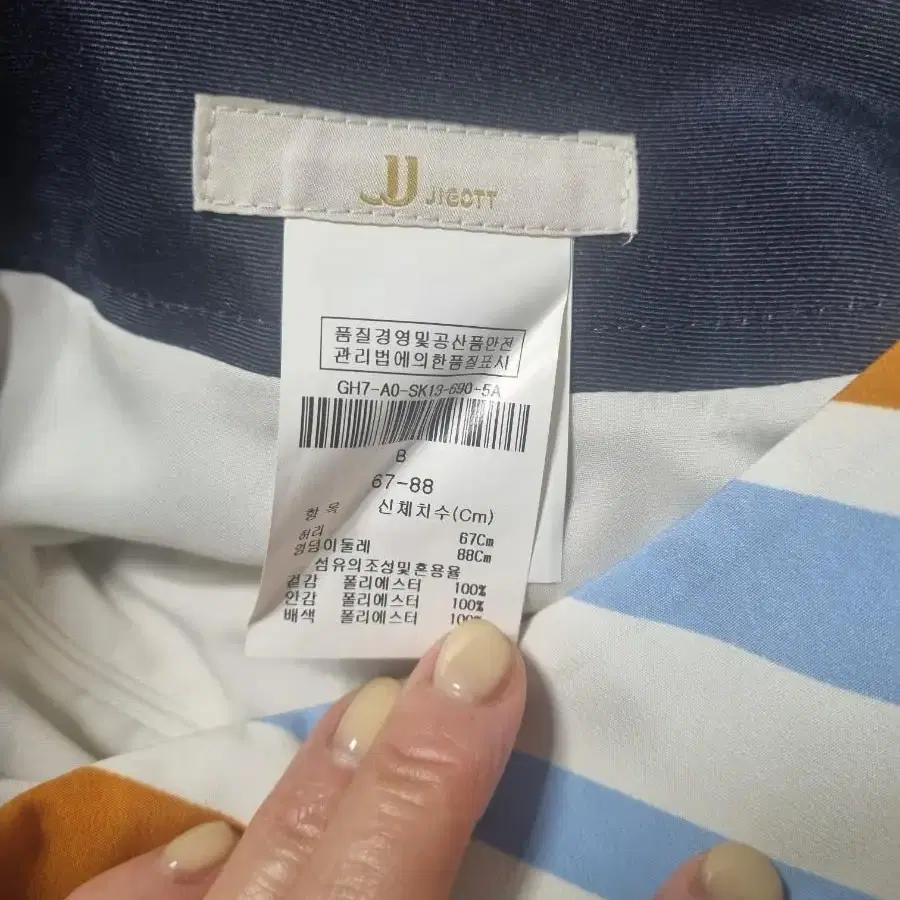 JJ JIGOTT
품질경영및공산품안전
관리법에의한품질표시
GH7-A0-SK13-690-5A
B
67-88
항 목 신체치수(Cm)
허리 67Cm
엉덩이둘레 88Cm
섬유의조성및혼용율
겉감 폴리에스터 100%
안감 폴리에스터 100%
배색 폴리에스터 100%